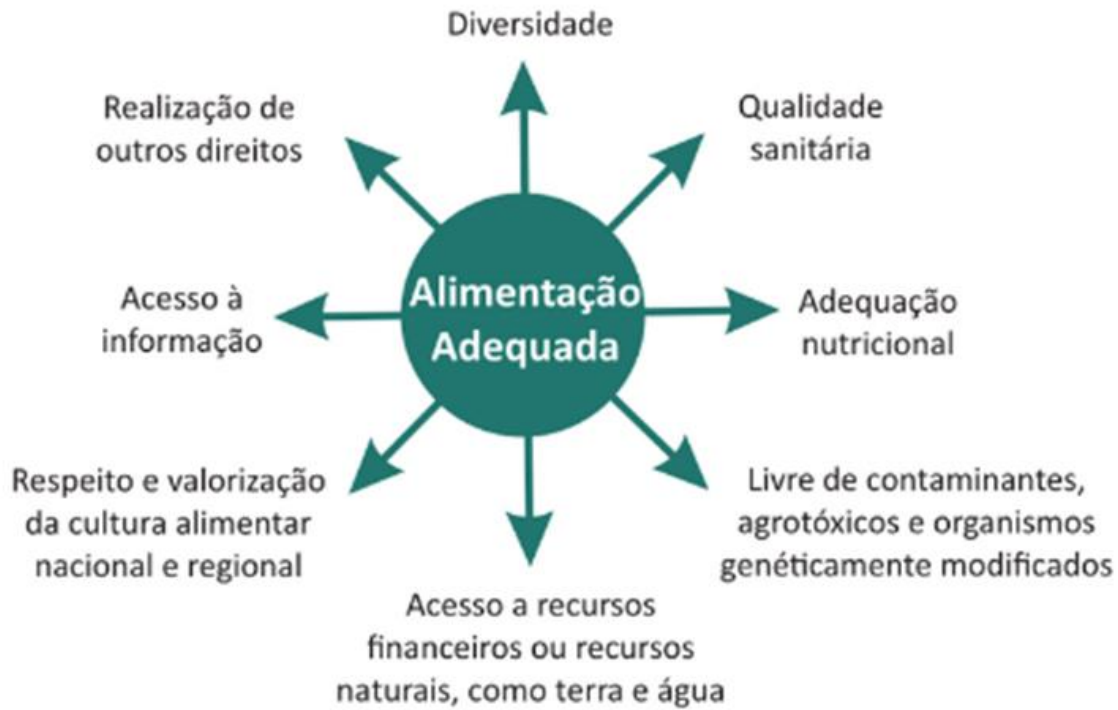 Diversidade
Realização de
outros direitos
Qualidade
sanitária
Alimentação
Adequada
Acesso à
informação
Adequação
nutricional
Respeito e valorização
da cultura alimentar
nacional e regional
Livre de contaminantes,
agrotóxicos e organismos
genéticamente modificados
Acesso a recursos
financeiros ou recursos
naturais, como terra e água